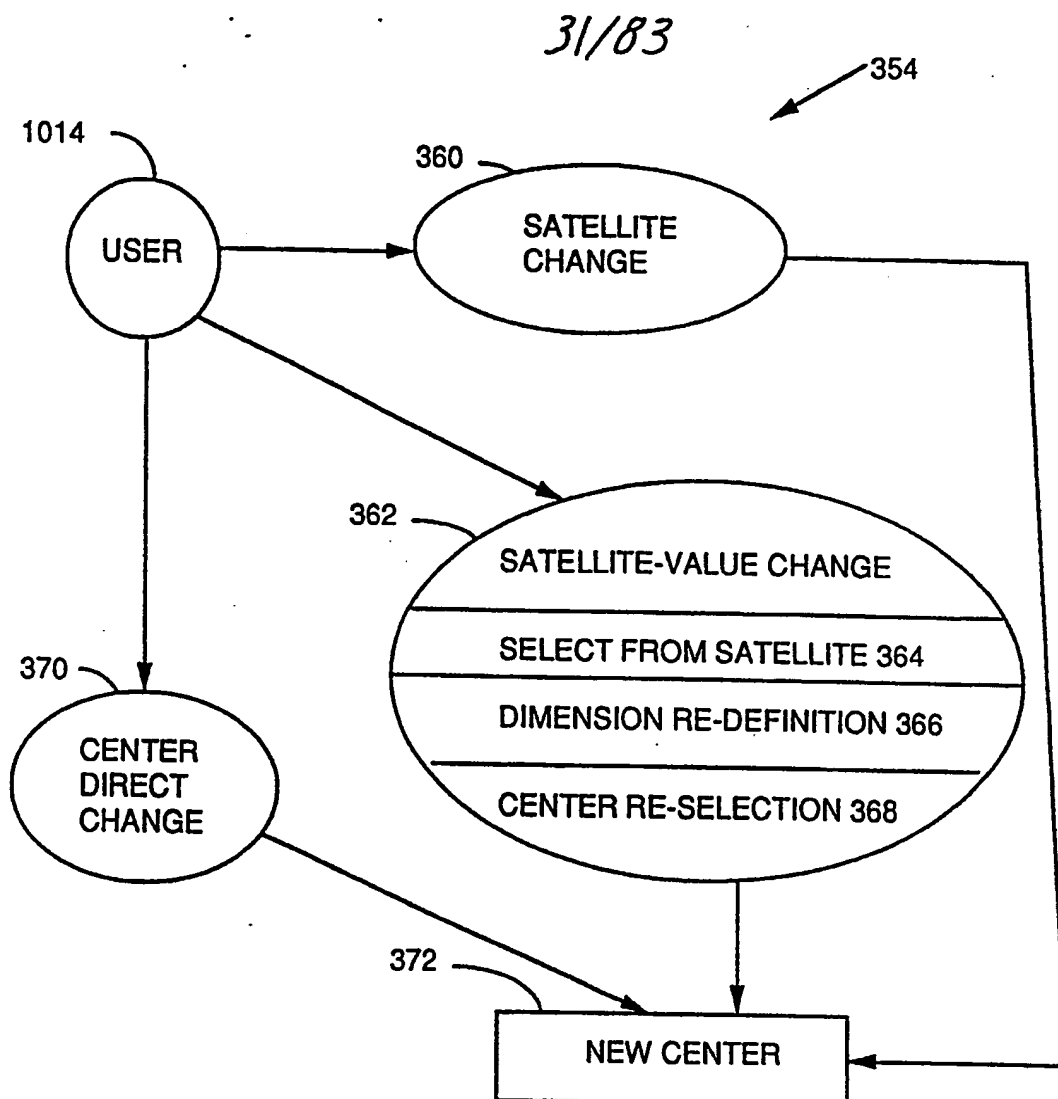 31/83
354
1014
360
USER
SATELLITE
CHANGE
362
SATELLITE-VALUE CHANGE
SELECT FROM SATELLITE 364
DIMENSION RE-DEFINITION 366
CENTER RE-SELECTION 368
370
CENTER
DIRECT
CHANGE
372
NEW CENTER